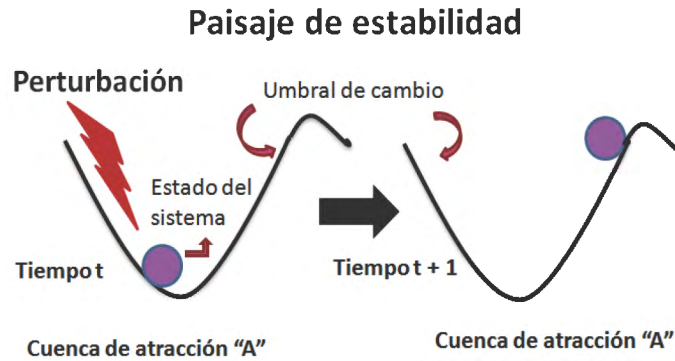 Paisaje de estabilidad
Perturbación
Umbral de cambio
Estado del
sistema
Tiempo t
Tiempo t + 1
Cuenca de atracción “A”
Cuenca de atracción “A”